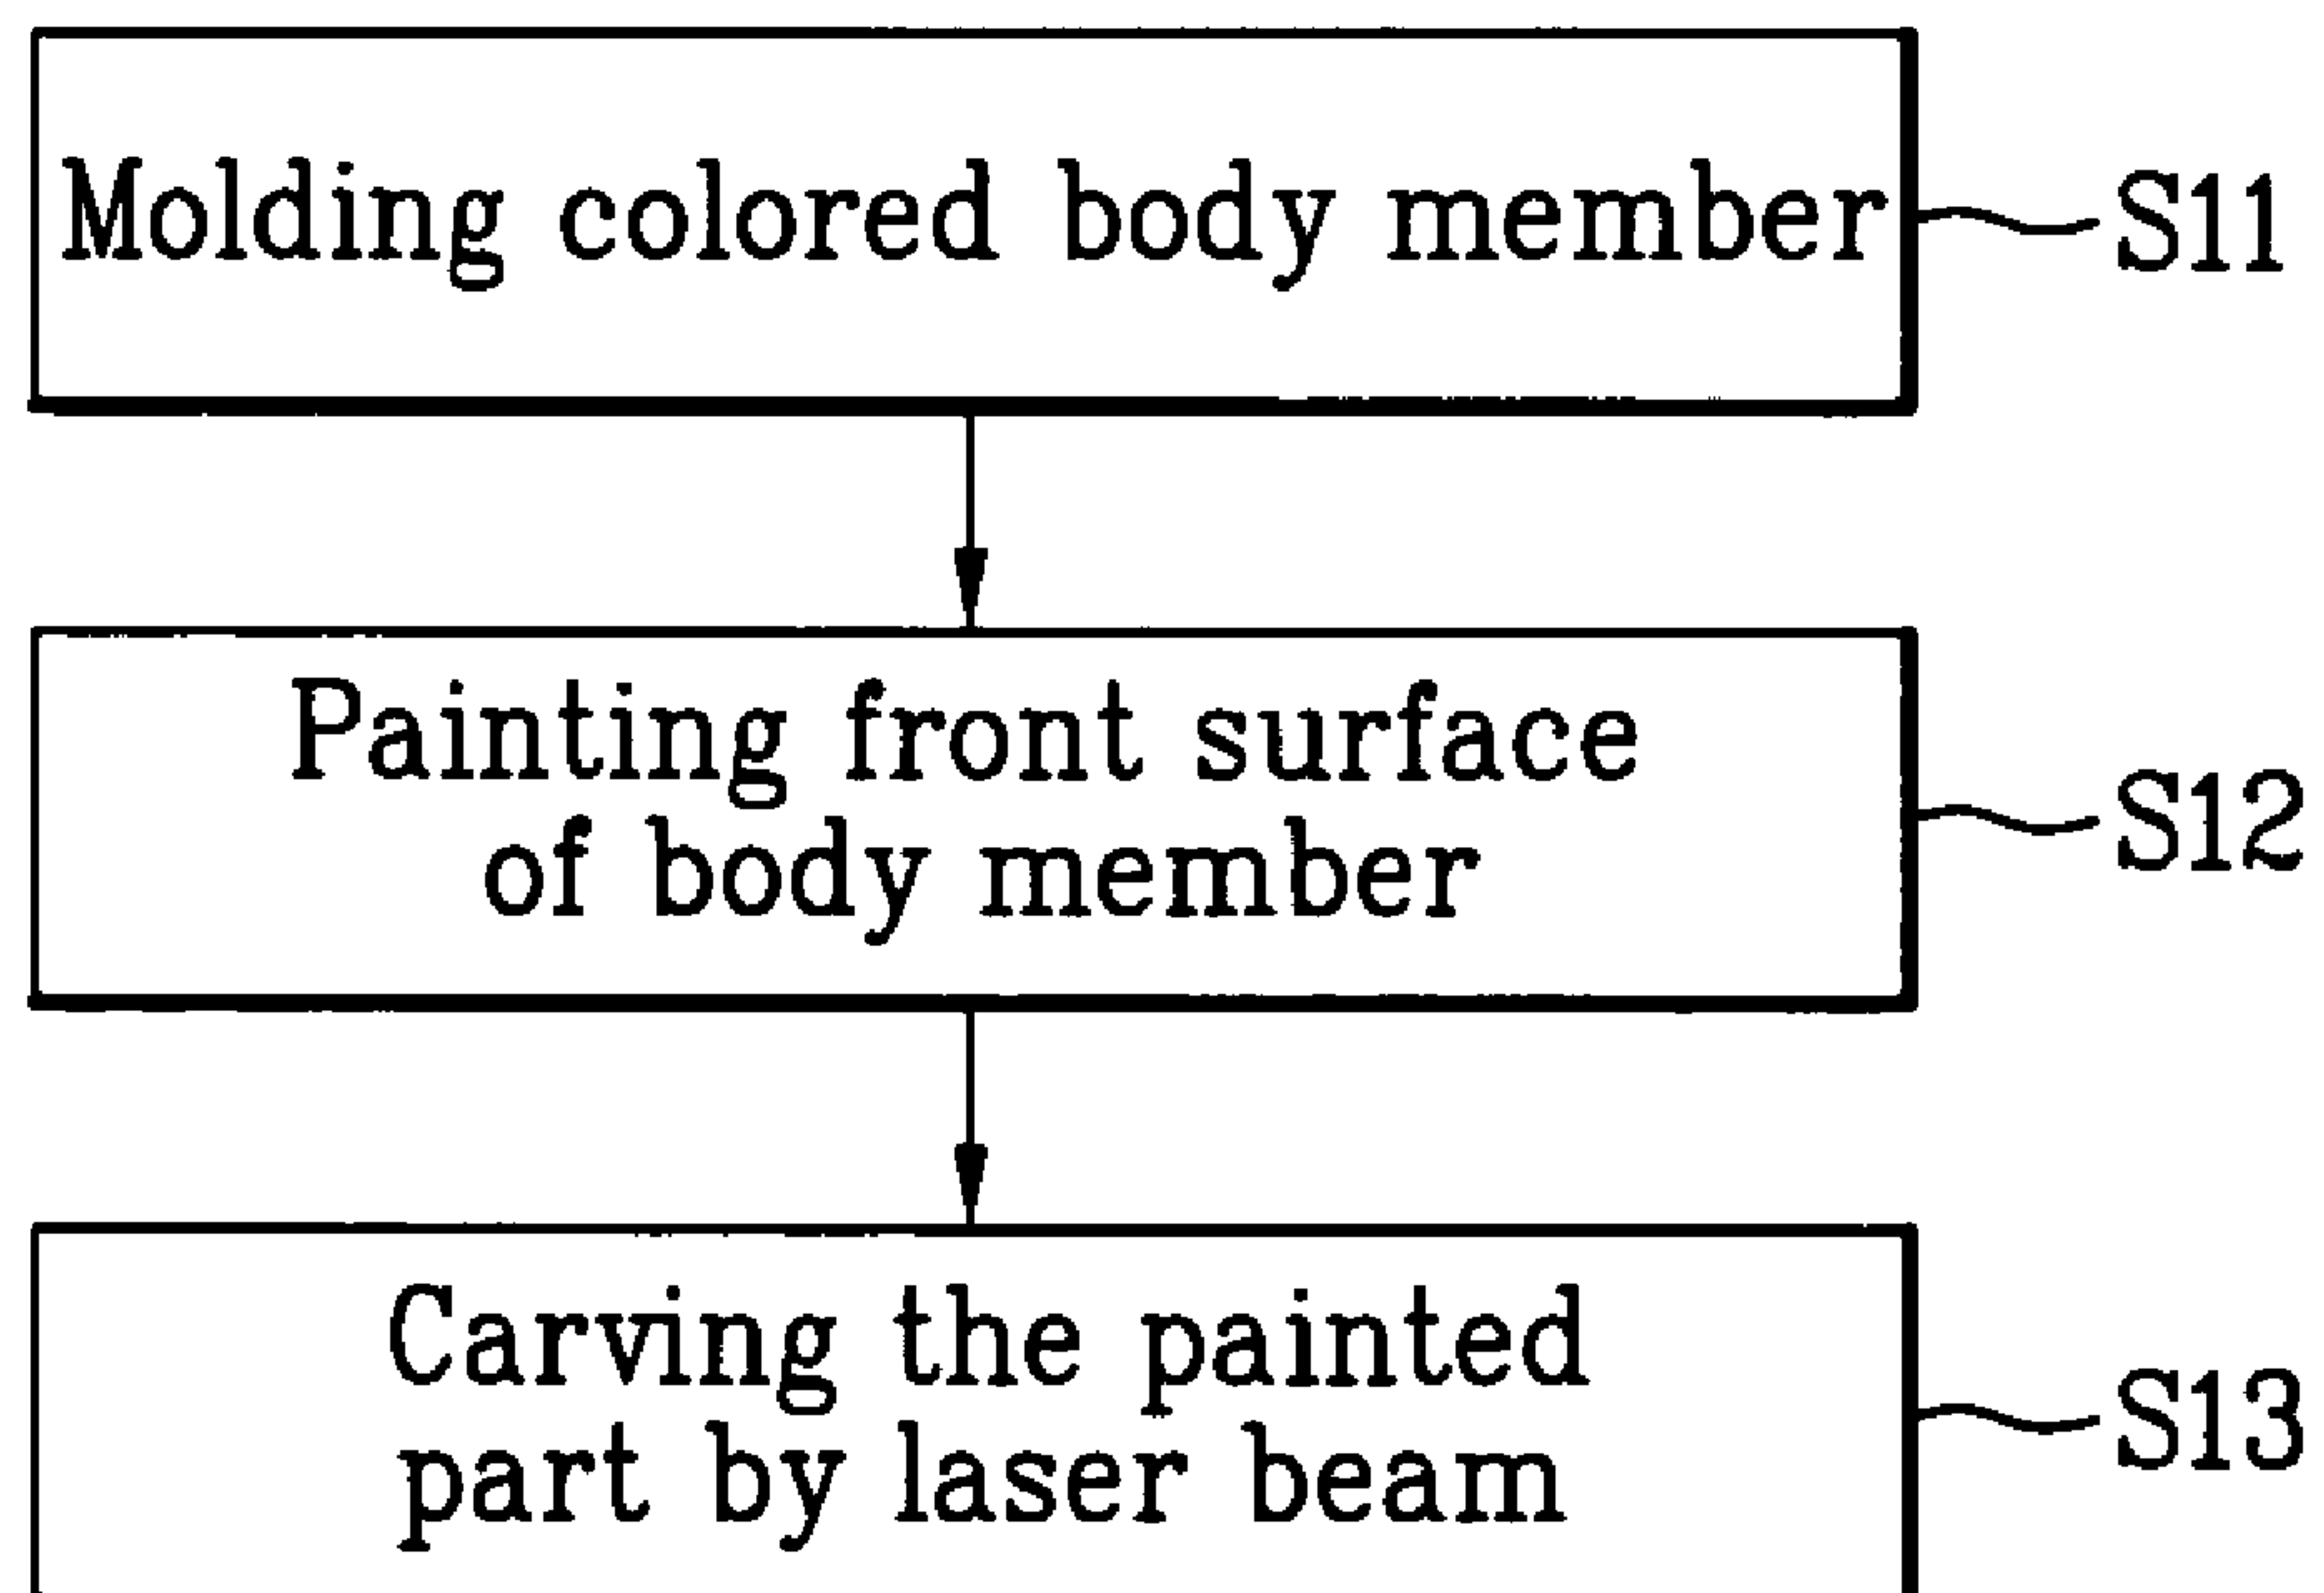 Molding colored body member
S11
Painting front surface
of body member
S12
Carving the painted
part by laser beam
S13